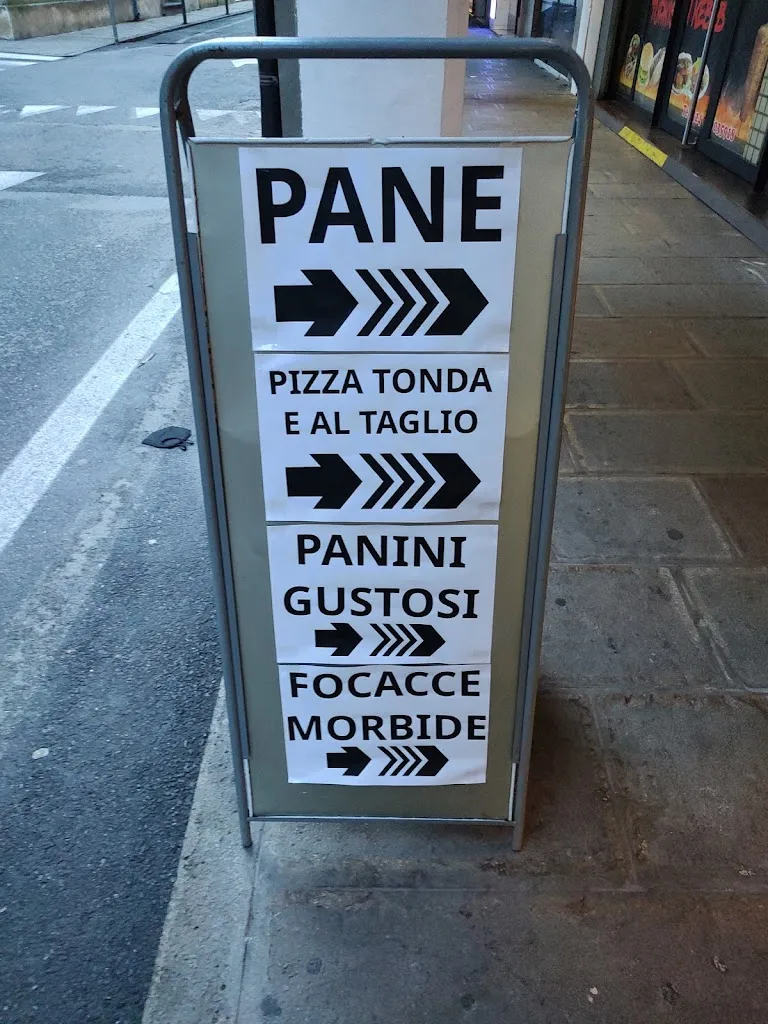 PANE
PIZZA TONDA
E AL TAGLIO
PANINI
GUSTOSI
FOCACCE
MORBIDE